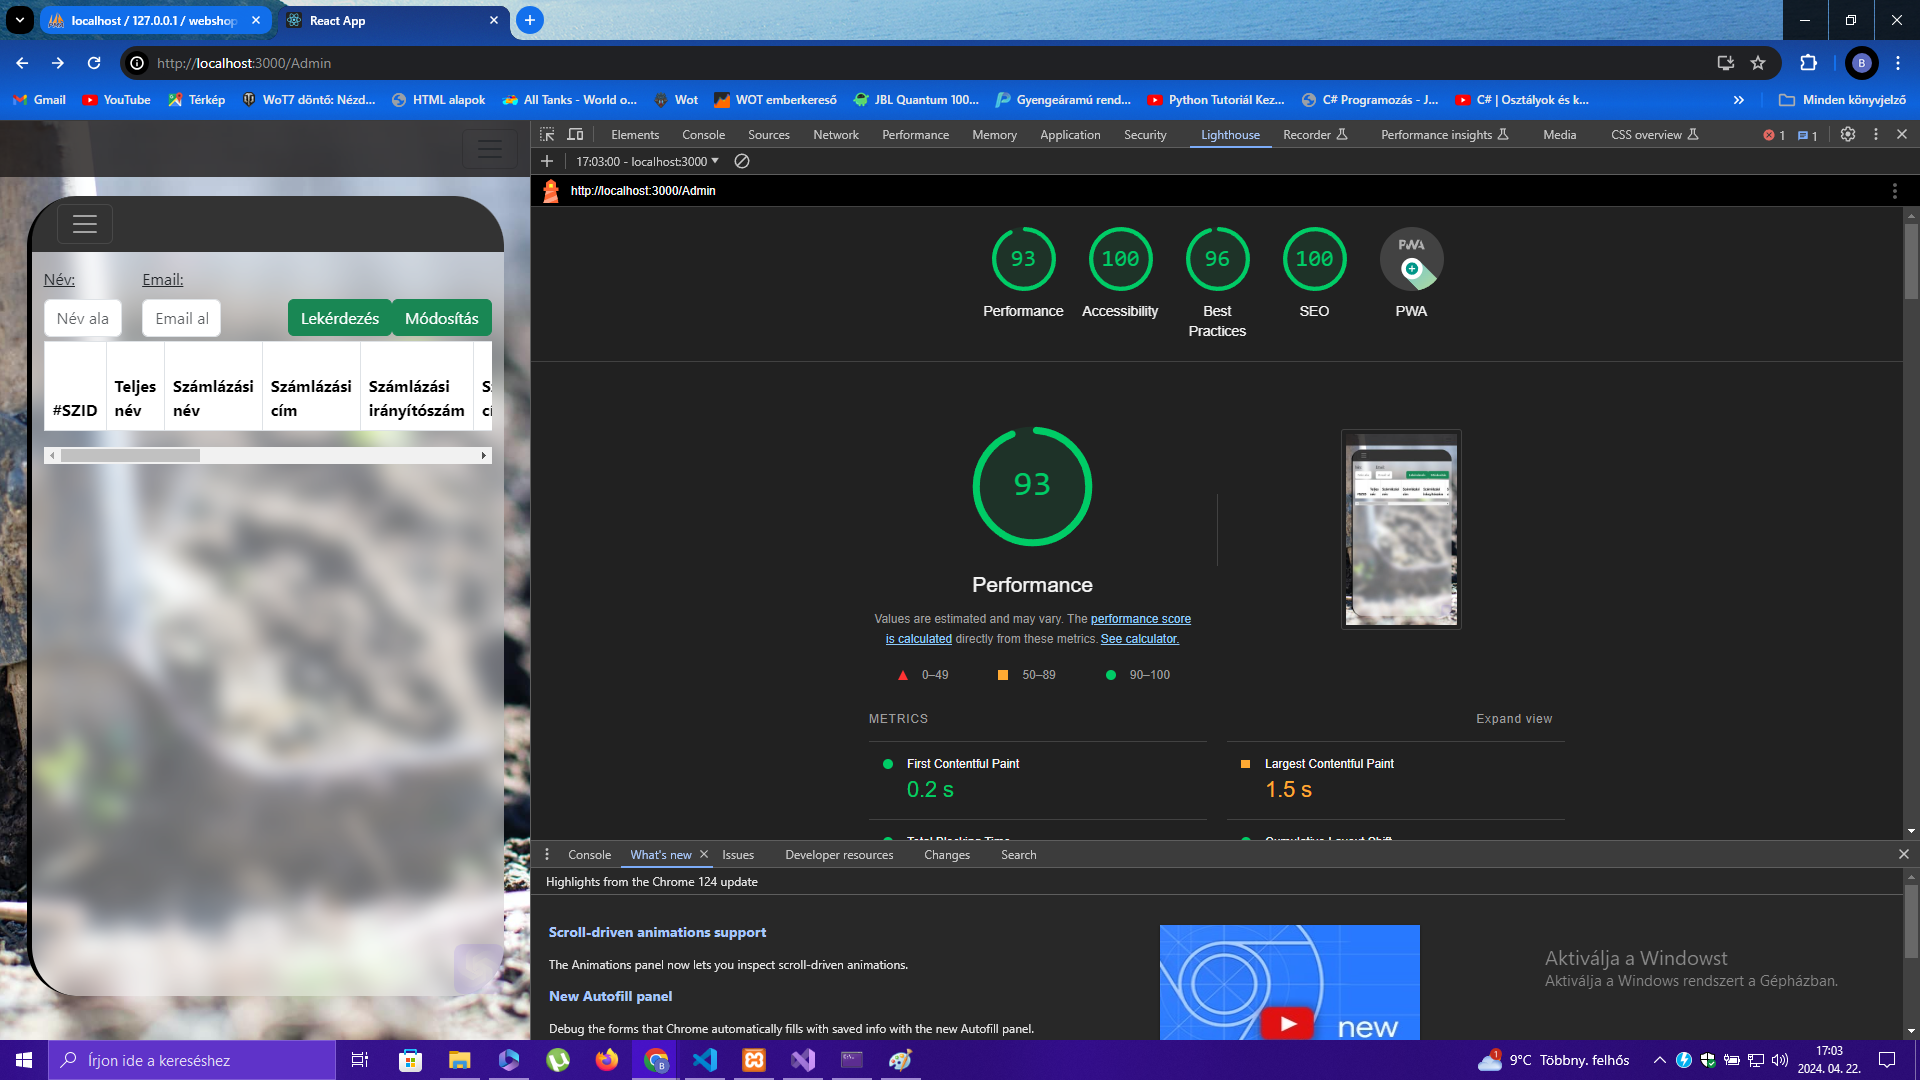 localhost / 127.0.0.1 / webshop
React App
http://localhost:3000/Admin
Gmail
YouTube
Térkép
WoT7 döntő: Nézd...
HTML alapok
All Tanks - World o...
Wot
WOT emberkereső
JBL Quantum 100...
Gyengeáramú rend...
Python Tutoriál Kez...
C# Programozás - J...
C# | Osztályok és k...
»
Minden könyvjelző
Elements
Console
Sources
Network
Performance
Memory
Application
Security
Lighthouse
Recorder
Performance insights
Media
CSS overview
1
1
17:03:00 - localhost:3000
http://localhost:3000/Admin
Név:
Email:
Név ala
Email al
Lekérdezés
Módosítás
#SZID
Teljes
név
Számlázási
név
Számlázási
cím
Számlázási
irányítószám
93
100
96
100
PWA
Performance
Accessibility
Best
Practices
SEO
PWA
93
Performance
Values are estimated and may vary. The performance score
is calculated directly from these metrics. See calculator.
0–49
50–89
90–100
METRICS
Expand view
First Contentful Paint
0.2 s
Largest Contentful Paint
1.5 s
Total Blocking Time
Cumulative Layout Shift
Console
What's new
Issues
Developer resources
Changes
Search
Highlights from the Chrome 124 update
Scroll-driven animations support
The Animations panel now lets you inspect scroll-driven animations.
New Autofill panel
Debug the forms that Chrome automatically fills with saved info with the new Autofill panel.
new
Aktiválja a Windowst
Aktiválja a Windows rendszert a Gépházban.
Írjon ide a kereséshez
1
9°C Többny. felhős
17:03
2024. 04. 22.